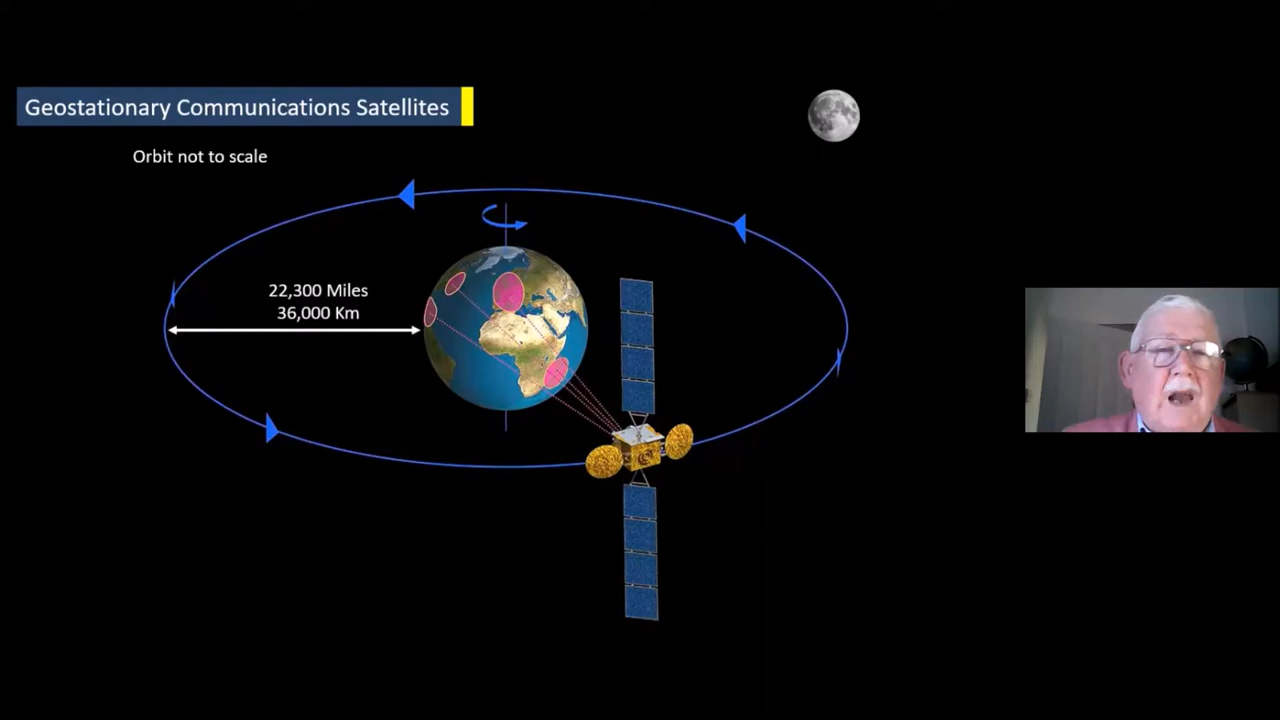 Geostationary Communications Satellites
Orbit not to scale
22,300 Miles
36,000 Km